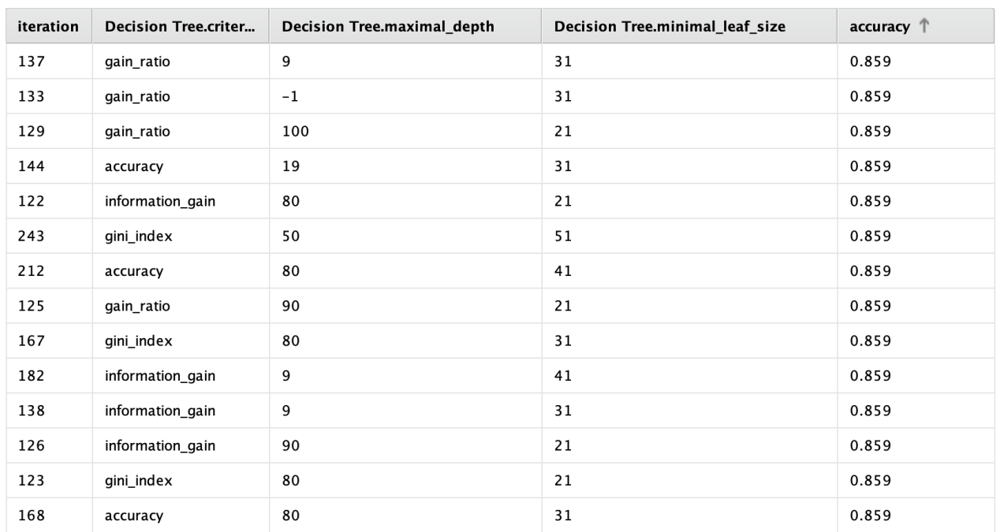 iteration Decision Tree.criter... Decision Tree.maximal_depth Decision Tree.minimal_leaf_size accuracy ↑
137 gain_ratio 9 31 0.859
133 gain_ratio −1 31 0.859
129 gain_ratio 100 21 0.859
144 accuracy 19 31 0.859
122 information_gain 80 21 0.859
243 gini_index 50 51 0.859
212 accuracy 80 41 0.859
125 gain_ratio 90 21 0.859
167 gini_index 80 31 0.859
182 information_gain 9 41 0.859
138 information_gain 9 31 0.859
126 information_gain 90 21 0.859
123 gini_index 80 21 0.859
168 accuracy 80 31 0.859